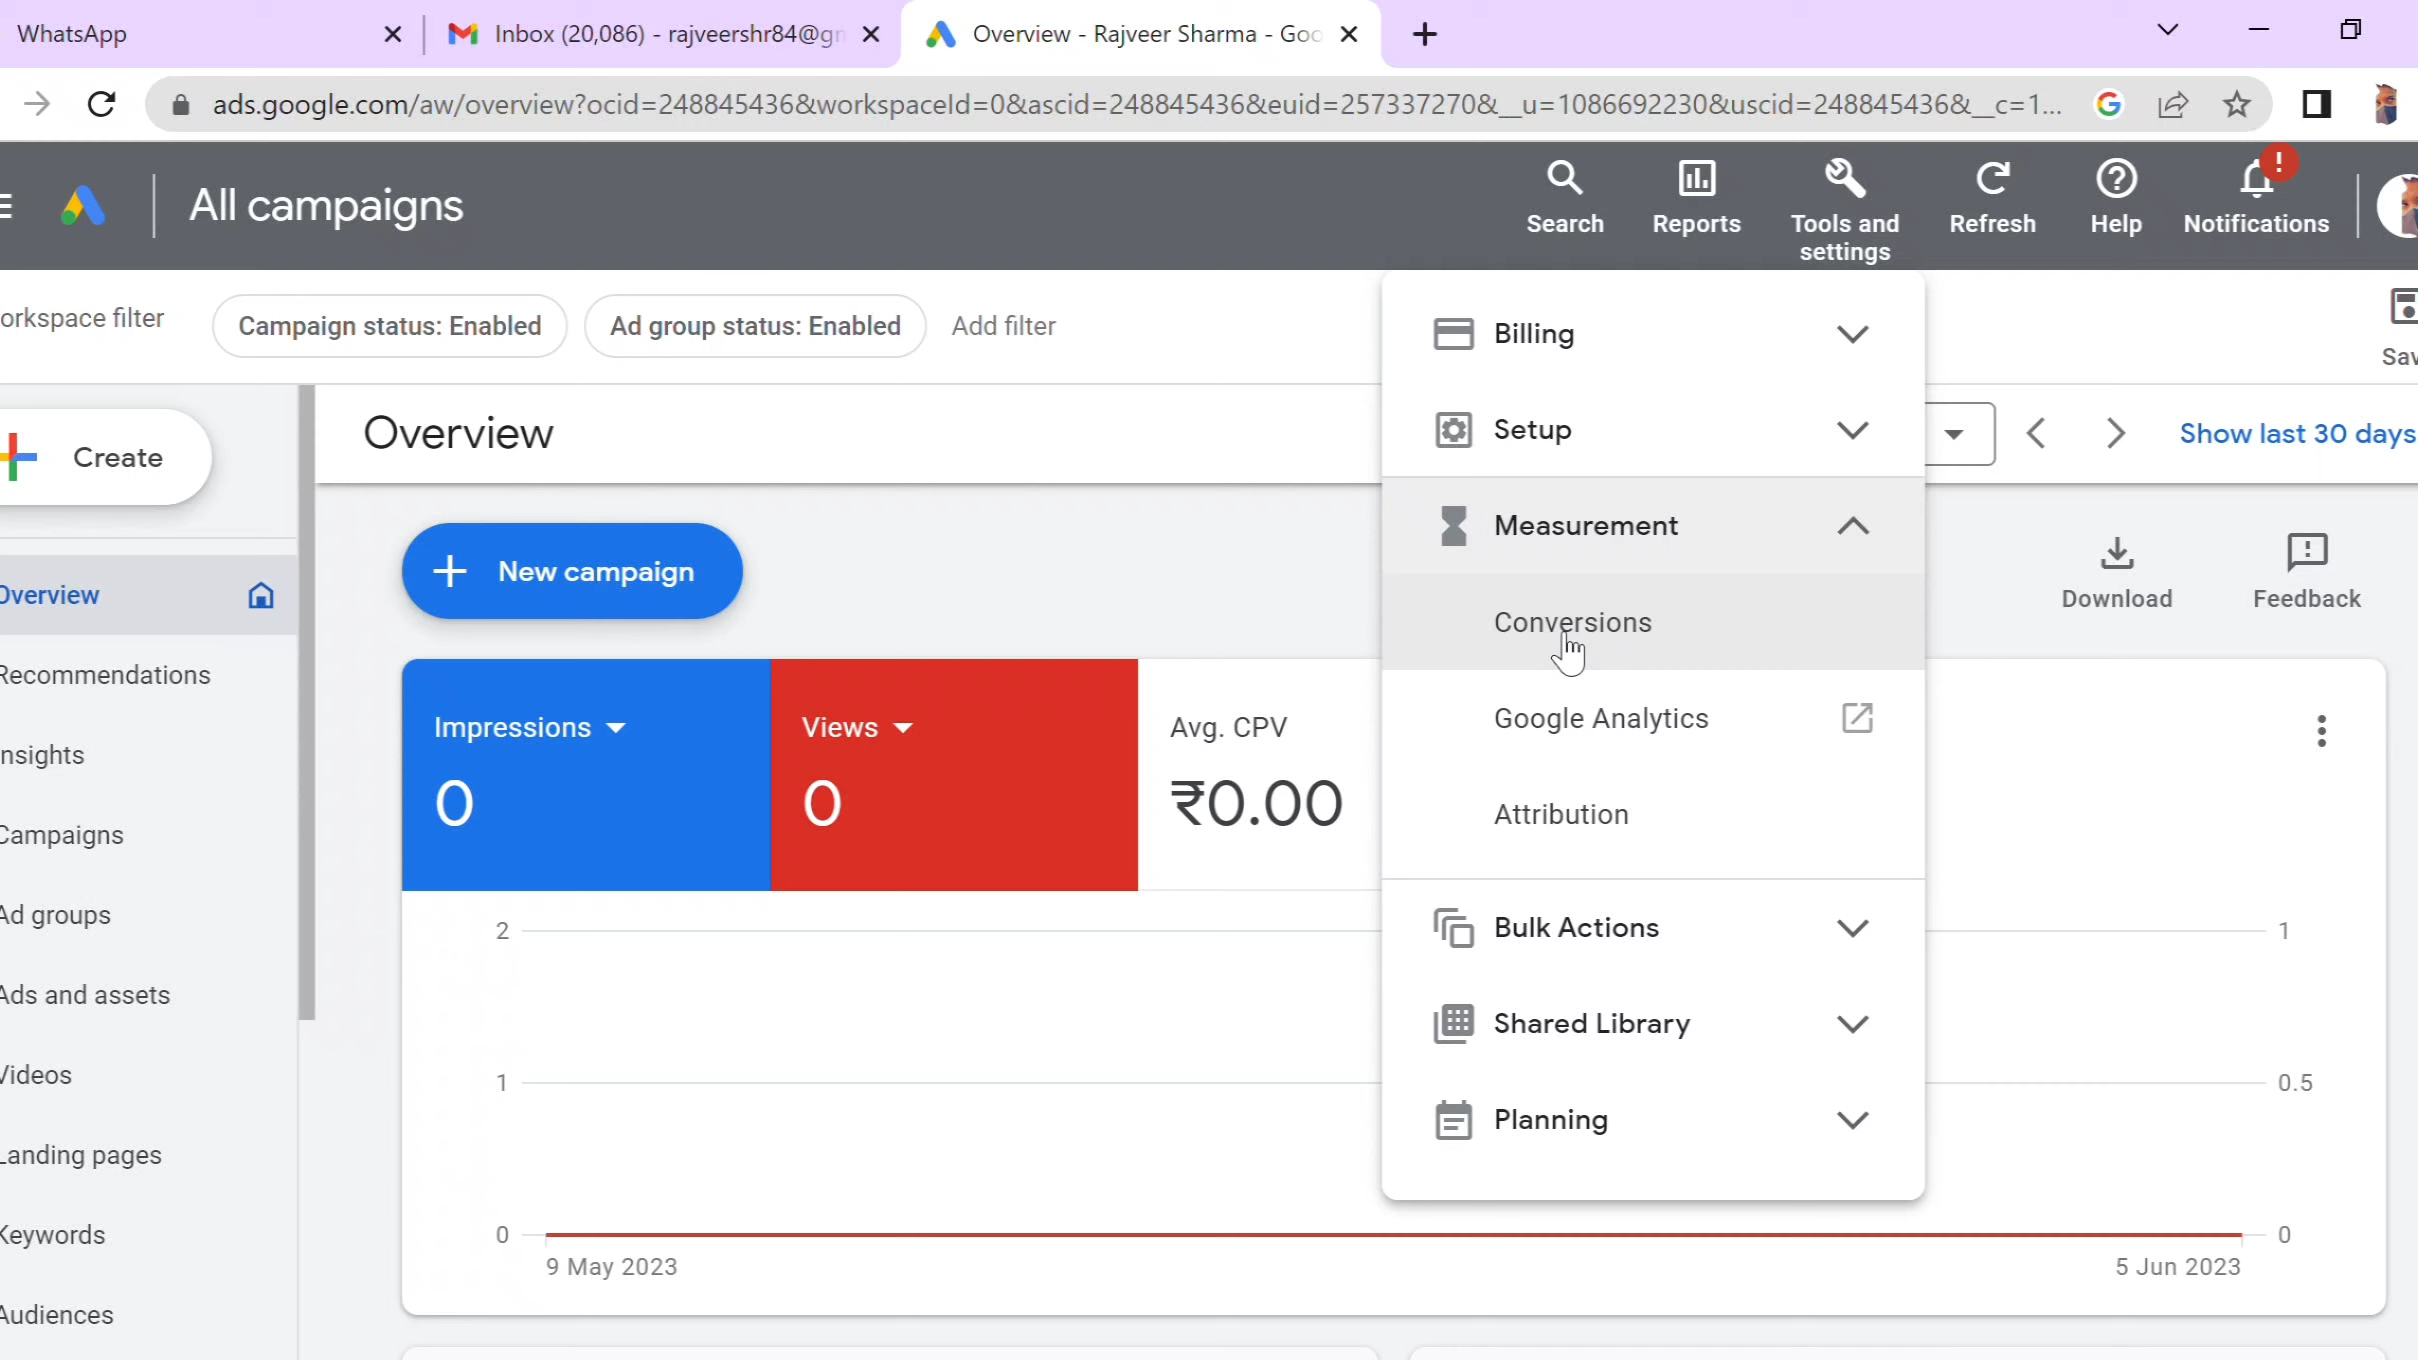 WhatsApp
Inbox (20,086) - rajveershr84@gm
Overview - Rajveer Sharma - Goo
ads.google.com/aw/overview?ocid=248845436&workspaceId=0&ascid=248845436&euid=257337270&__u=1086692230&uscid=248845436&__c=1...
All campaigns
Search
Reports
Tools and
settings
Refresh
Help
Notifications
orkspace filter
Campaign status: Enabled
Ad group status: Enabled
Add filter
Sav
Create
Overview
Show last 30 days
Billing
Setup
Measurement
Conversions
Google Analytics
Attribution
Bulk Actions
Shared Library
Planning
New campaign
Download
Feedback
Overview
Recommendations
nsights
Campaigns
Ad groups
Ads and assets
Videos
Landing pages
Keywords
Audiences
Impressions
0
Views
0
Avg. CPV
₹0.00
2
1
0
1
0.5
0
9 May 2023
5 Jun 2023